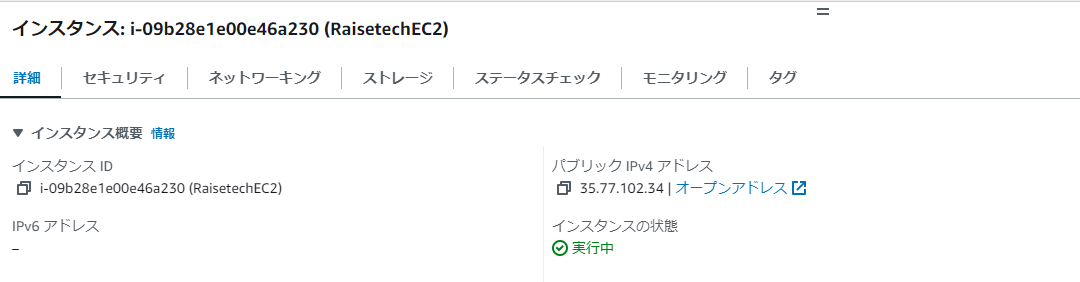 インスタンス: i-09b28e1e00e46a230 (RaisetechEC2)
詳細 セキュリティ ネットワーキング ストレージ ステータスチェック モニタリング タグ
▼ インスタンス概要 情報
インスタンス ID
i-09b28e1e00e46a230 (RaisetechEC2)
パブリック IPv4 アドレス
35.77.102.34 | オープンアドレス
IPv6 アドレス
–
インスタンスの状態
実行中